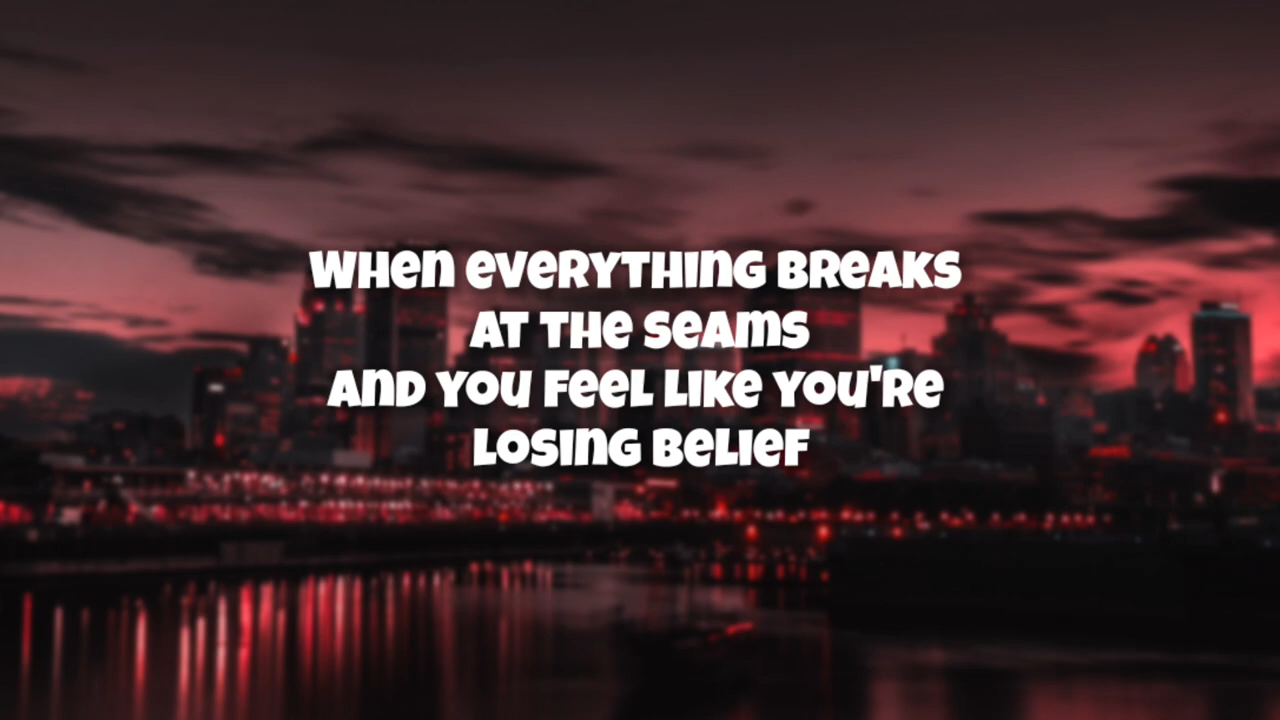 When everything breaks
at the seams
and you feel like you're
losing belief